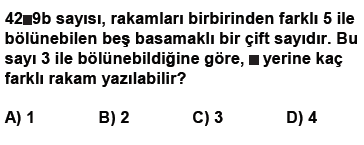 42■9b sayısı, rakamları birbirinden farklı 5 ile
bölünebilen beş basamaklı bir çift sayıdır. Bu
sayı 3 ile bölünebildiğine göre, ■ yerine kaç
farklı rakam yazılabilir?
A) 1 B) 2 C) 3 D) 4